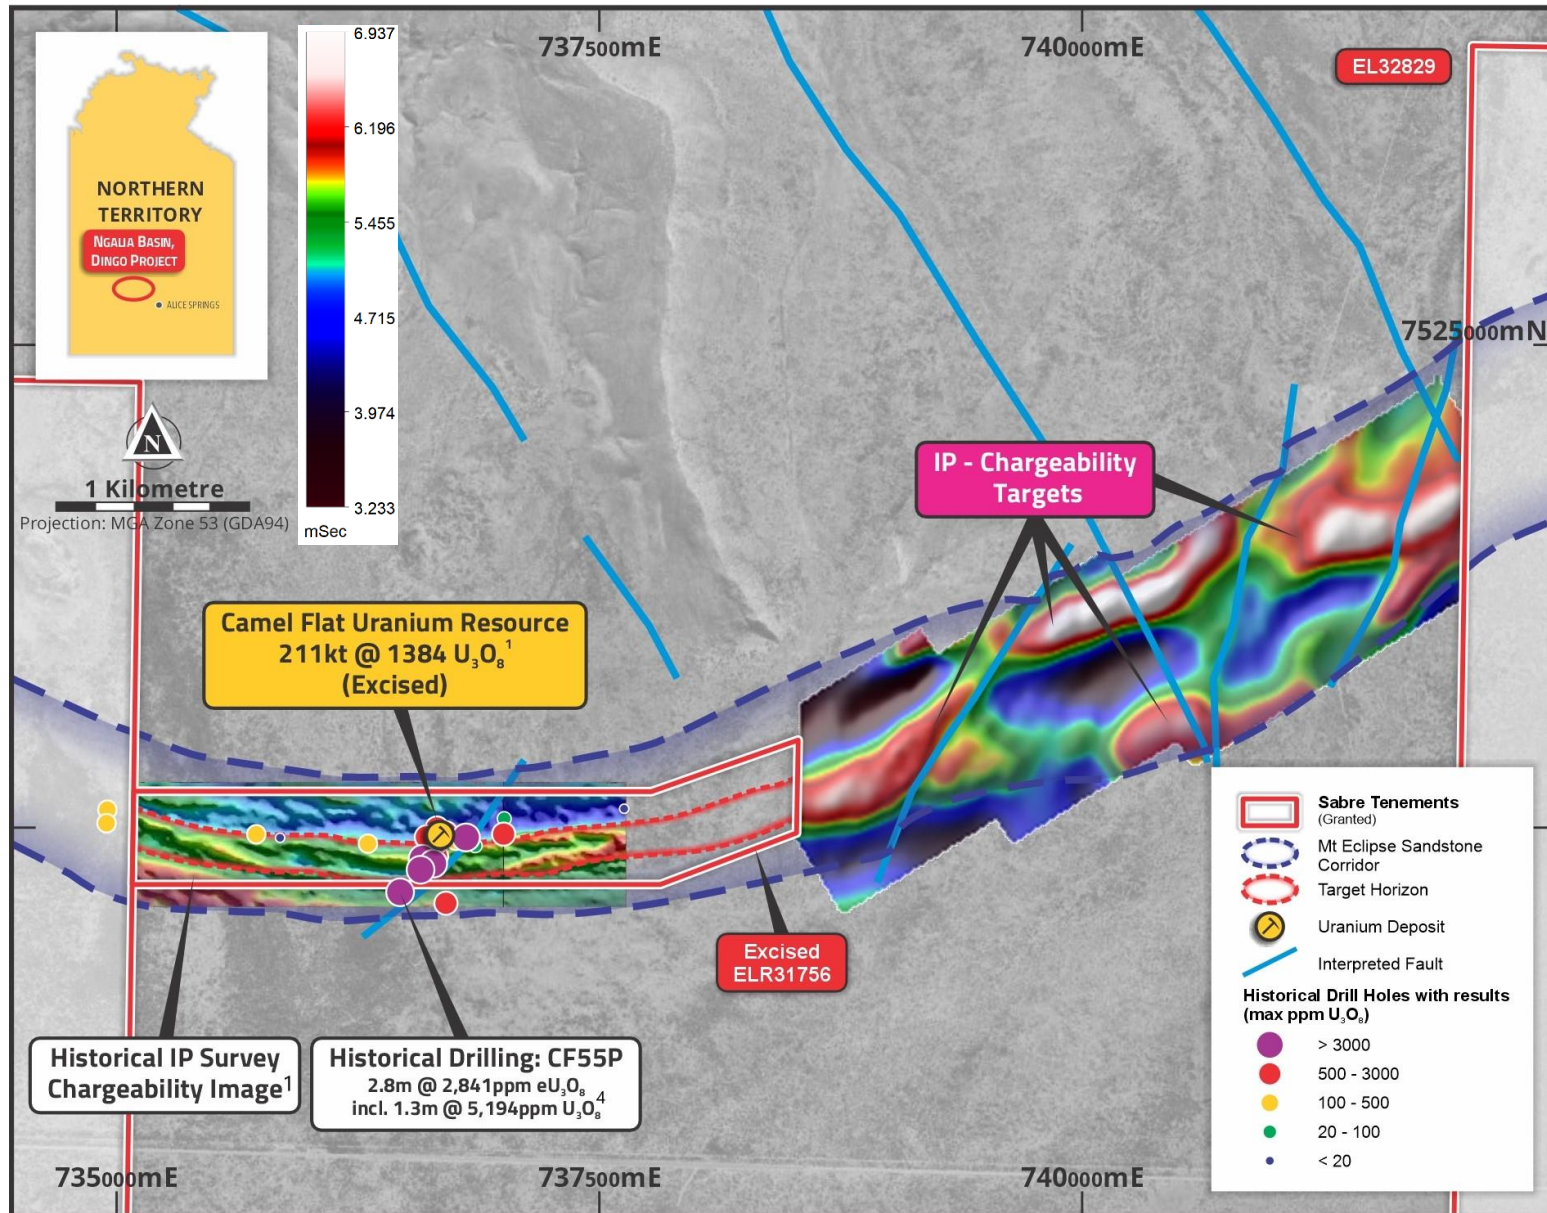 737500mE
740000mE
EL32829
6.937
6.196
5.455
4.715
3.974
3.233
mSec
NORTHERN
TERRITORY
NGALIA BASIN,
DINGO PROJECT
ALICE SPRINGS
7525000mN
N
1 Kilometre
Projection: MGA Zone 53 (GDA94)
IP - Chargeability
Targets
Camel Flat Uranium Resource
211kt @ 1384 U₃O₈¹
(Excised)
Excised
ELR31756
Historical IP Survey
Chargeability Image¹
Historical Drilling: CF55P
2.8m @ 2,841ppm eU₃O₈
incl. 1.3m @ 5,194ppm U₃O₈⁴
Sabre Tenements
(Granted)
Mt Eclipse Sandstone
Corridor
Target Horizon
Uranium Deposit
Interpreted Fault
Historical Drill Holes with results
(max ppm U₃O₈)
> 3000
500 - 3000
100 - 500
20 - 100
< 20
735000mE
737500mE
740000mE